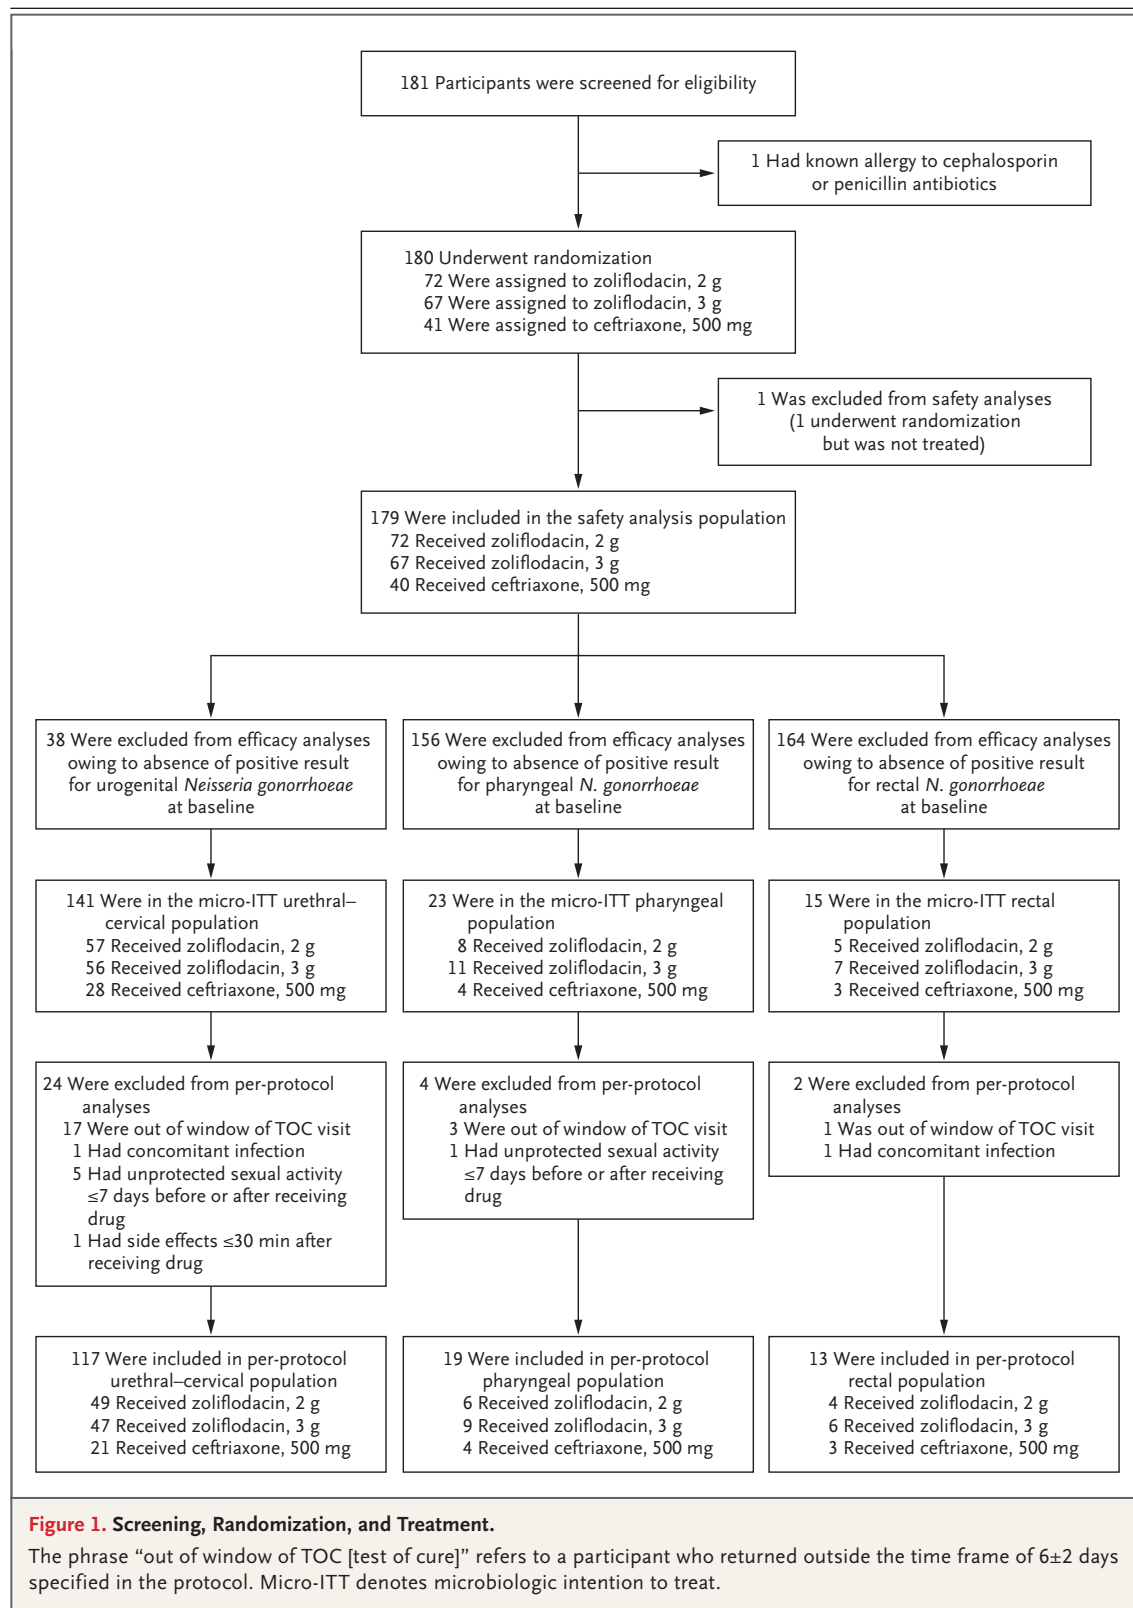 181 Participants were screened for eligibility
1 Had known allergy to cephalosporin
or penicillin antibiotics
180 Underwent randomization
72 Were assigned to zoliflodacin, 2 g
67 Were assigned to zoliflodacin, 3 g
41 Were assigned to ceftriaxone, 500 mg
1 Was excluded from safety analyses
(1 underwent randomization
but was not treated)
179 Were included in the safety analysis population
72 Received zoliflodacin, 2 g
67 Received zoliflodacin, 3 g
40 Received ceftriaxone, 500 mg
38 Were excluded from efficacy analyses
owing to absence of positive result
for urogenital Neisseria gonorrhoeae
at baseline
156 Were excluded from efficacy analyses
owing to absence of positive result
for pharyngeal N. gonorrhoeae
at baseline
164 Were excluded from efficacy analyses
owing to absence of positive result
for rectal N. gonorrhoeae
at baseline
141 Were in the micro-ITT urethral–
cervical population
57 Received zoliflodacin, 2 g
56 Received zoliflodacin, 3 g
28 Received ceftriaxone, 500 mg
23 Were in the micro-ITT pharyngeal
population
8 Received zoliflodacin, 2 g
11 Received zoliflodacin, 3 g
4 Received ceftriaxone, 500 mg
15 Were in the micro-ITT rectal
population
5 Received zoliflodacin, 2 g
7 Received zoliflodacin, 3 g
3 Received ceftriaxone, 500 mg
24 Were excluded from per-protocol
analyses
17 Were out of window of TOC visit
1 Had concomitant infection
5 Had unprotected sexual activity
≤7 days before or after receiving
drug
1 Had side effects ≤30 min after
receiving drug
4 Were excluded from per-protocol
analyses
3 Were out of window of TOC visit
1 Had unprotected sexual activity
≤7 days before or after receiving
drug
2 Were excluded from per-protocol
analyses
1 Was out of window of TOC visit
1 Had concomitant infection
117 Were included in per-protocol
urethral–cervical population
49 Received zoliflodacin, 2 g
47 Received zoliflodacin, 3 g
21 Received ceftriaxone, 500 mg
19 Were included in per-protocol
pharyngeal population
6 Received zoliflodacin, 2 g
9 Received zoliflodacin, 3 g
4 Received ceftriaxone, 500 mg
13 Were included in per-protocol
rectal population
4 Received zoliflodacin, 2 g
6 Received zoliflodacin, 3 g
3 Received ceftriaxone, 500 mg
Figure 1. Screening, Randomization, and Treatment.
The phrase “out of window of TOC [test of cure]” refers to a participant who returned outside the time frame of 6±2 days
specified in the protocol. Micro-ITT denotes microbiologic intention to treat.